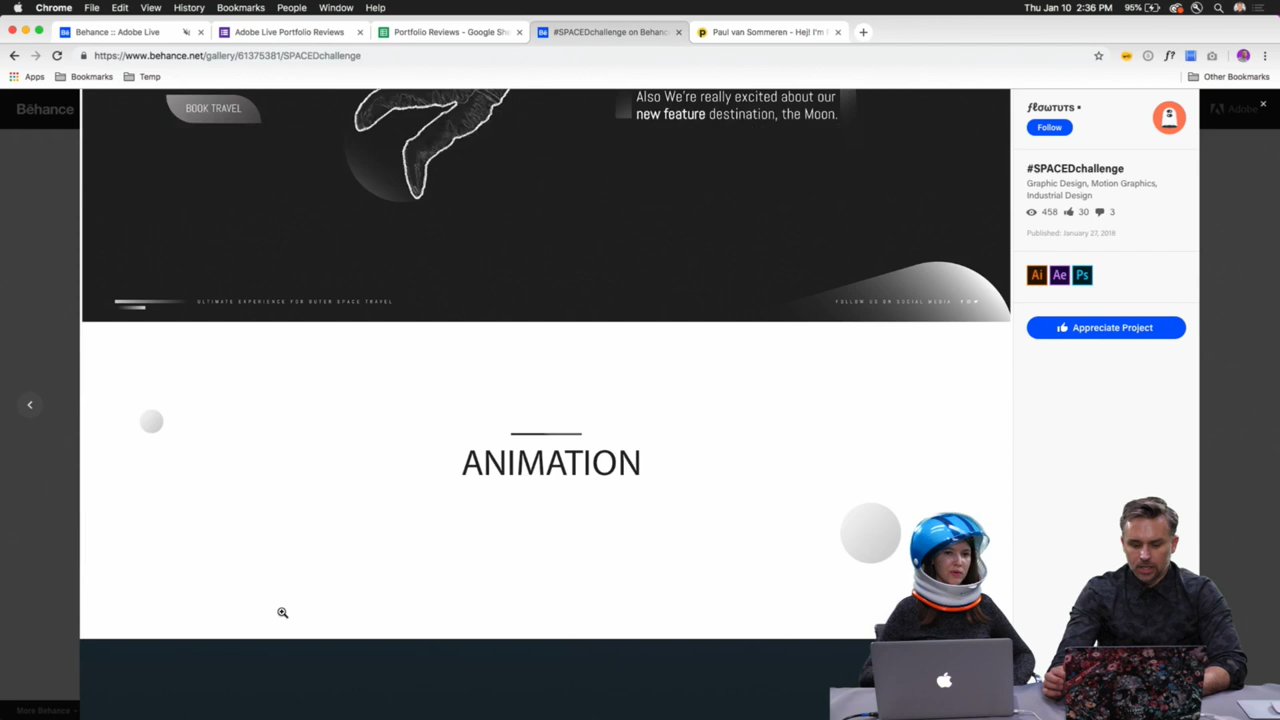 Chrome File Edit View History Bookmarks People Window Help
Thu Jan 10 2:36 PM 95%
Behance :: Adobe Live
Adobe Live Portfolio Reviews
Portfolio Reviews - Google She
#SPACEDchallenge on Behanc
Paul van Sommeren - Hej! I'm F
https://www.behance.net/gallery/61375381/SPACEDchallenge
Apps Bookmarks Temp
Other Bookmarks
Bēhance
Adobe
BOOK TRAVEL
Also We're really excited about our
new feature destination, the Moon.
ULTIMATE EXPERIENCE FOR OUTER SPACE TRAVEL
FOLLOW US ON SOCIAL MEDIA
ANIMATION
ƒℓσωтυтѕ •
Follow
#SPACEDchallenge
Graphic Design, Motion Graphics,
Industrial Design
458 30 3
Published: January 27, 2018
Ai Ae Ps
Appreciate Project
More Behance